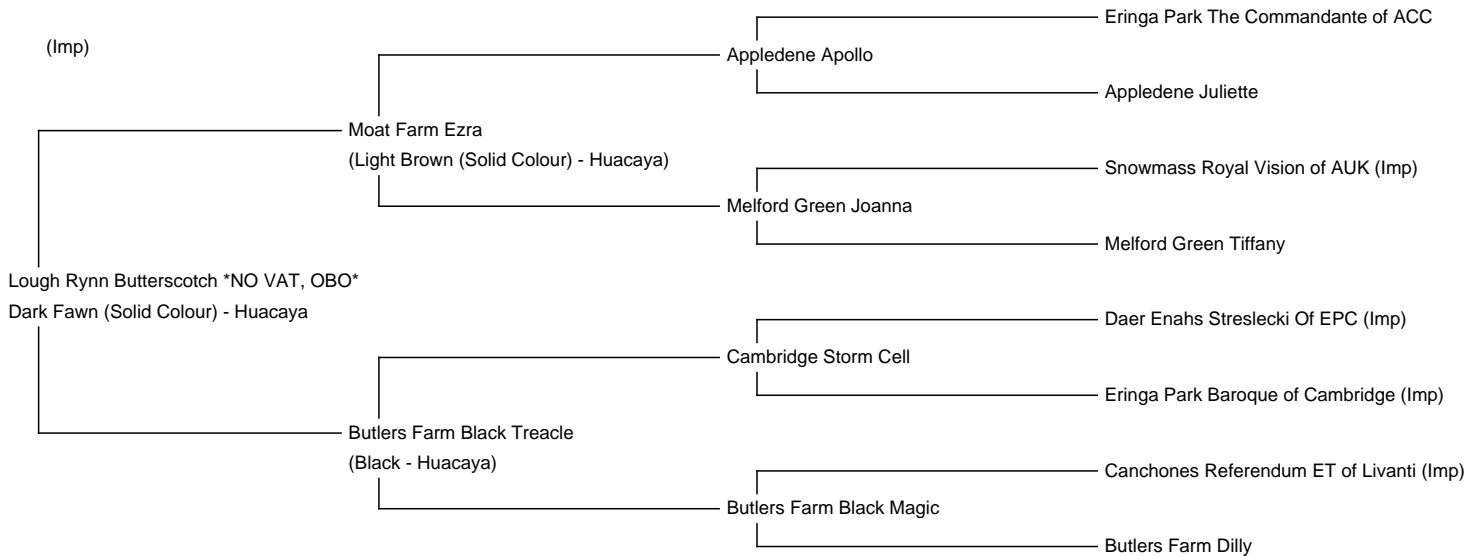 Eringa Park The Commandante of ACC
(Imp)
Appledene Apollo
Appledene Juliette
Moat Farm Ezra
(Light Brown (Solid Colour) - Huacaya)
Snowmass Royal Vision of AUK (Imp)
Melford Green Joanna
Melford Green Tiffany
Lough Rynn Butterscotch *NO VAT, OBO*
Dark Fawn (Solid Colour) - Huacaya
Daer Enahs Streslecki Of EPC (Imp)
Cambridge Storm Cell
Eringa Park Baroque of Cambridge (Imp)
Butlers Farm Black Treacle
(Black - Huacaya)
Canchones Referendum ET of Livanti (Imp)
Butlers Farm Black Magic
Butlers Farm Dilly